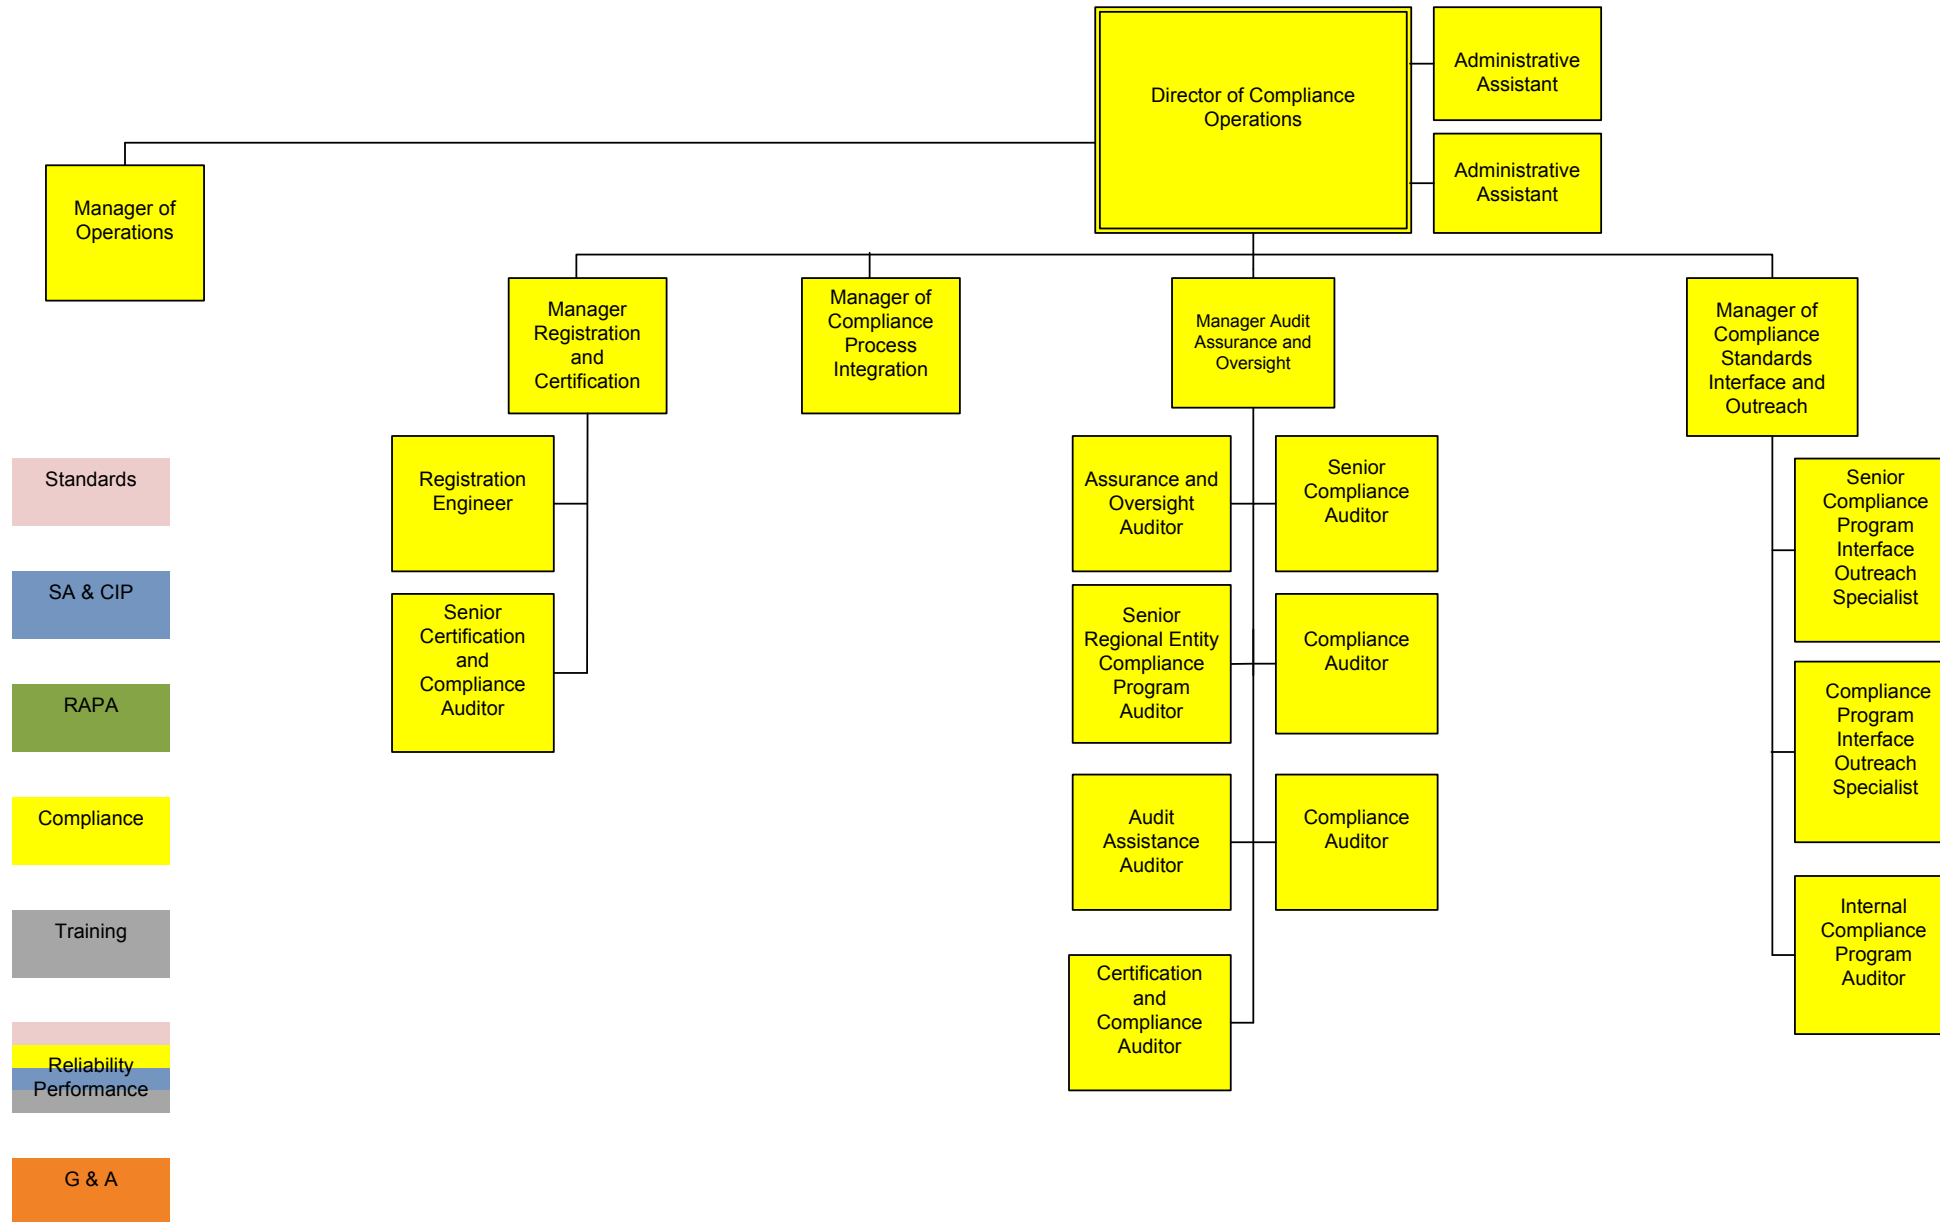 Director of Compliance
Operations
Administrative
Assistant
Administrative
Assistant
Manager of
Operations
Manager
Registration
and
Certification
Manager of
Compliance
Process
Integration
Manager Audit
Assurance and
Oversight
Manager of
Compliance
Standards
Interface and
Outreach
Registration
Engineer
Senior
Certification
and
Compliance
Auditor
Assurance and
Oversight
Auditor
Senior
Compliance
Auditor
Senior
Regional Entity
Compliance
Program
Auditor
Compliance
Auditor
Audit
Assistance
Auditor
Compliance
Auditor
Certification
and
Compliance
Auditor
Senior
Compliance
Program
Interface
Outreach
Specialist
Compliance
Program
Interface
Outreach
Specialist
Internal
Compliance
Program
Auditor
Standards
SA & CIP
RAPA
Compliance
Training
Reliability
Performance
G & A